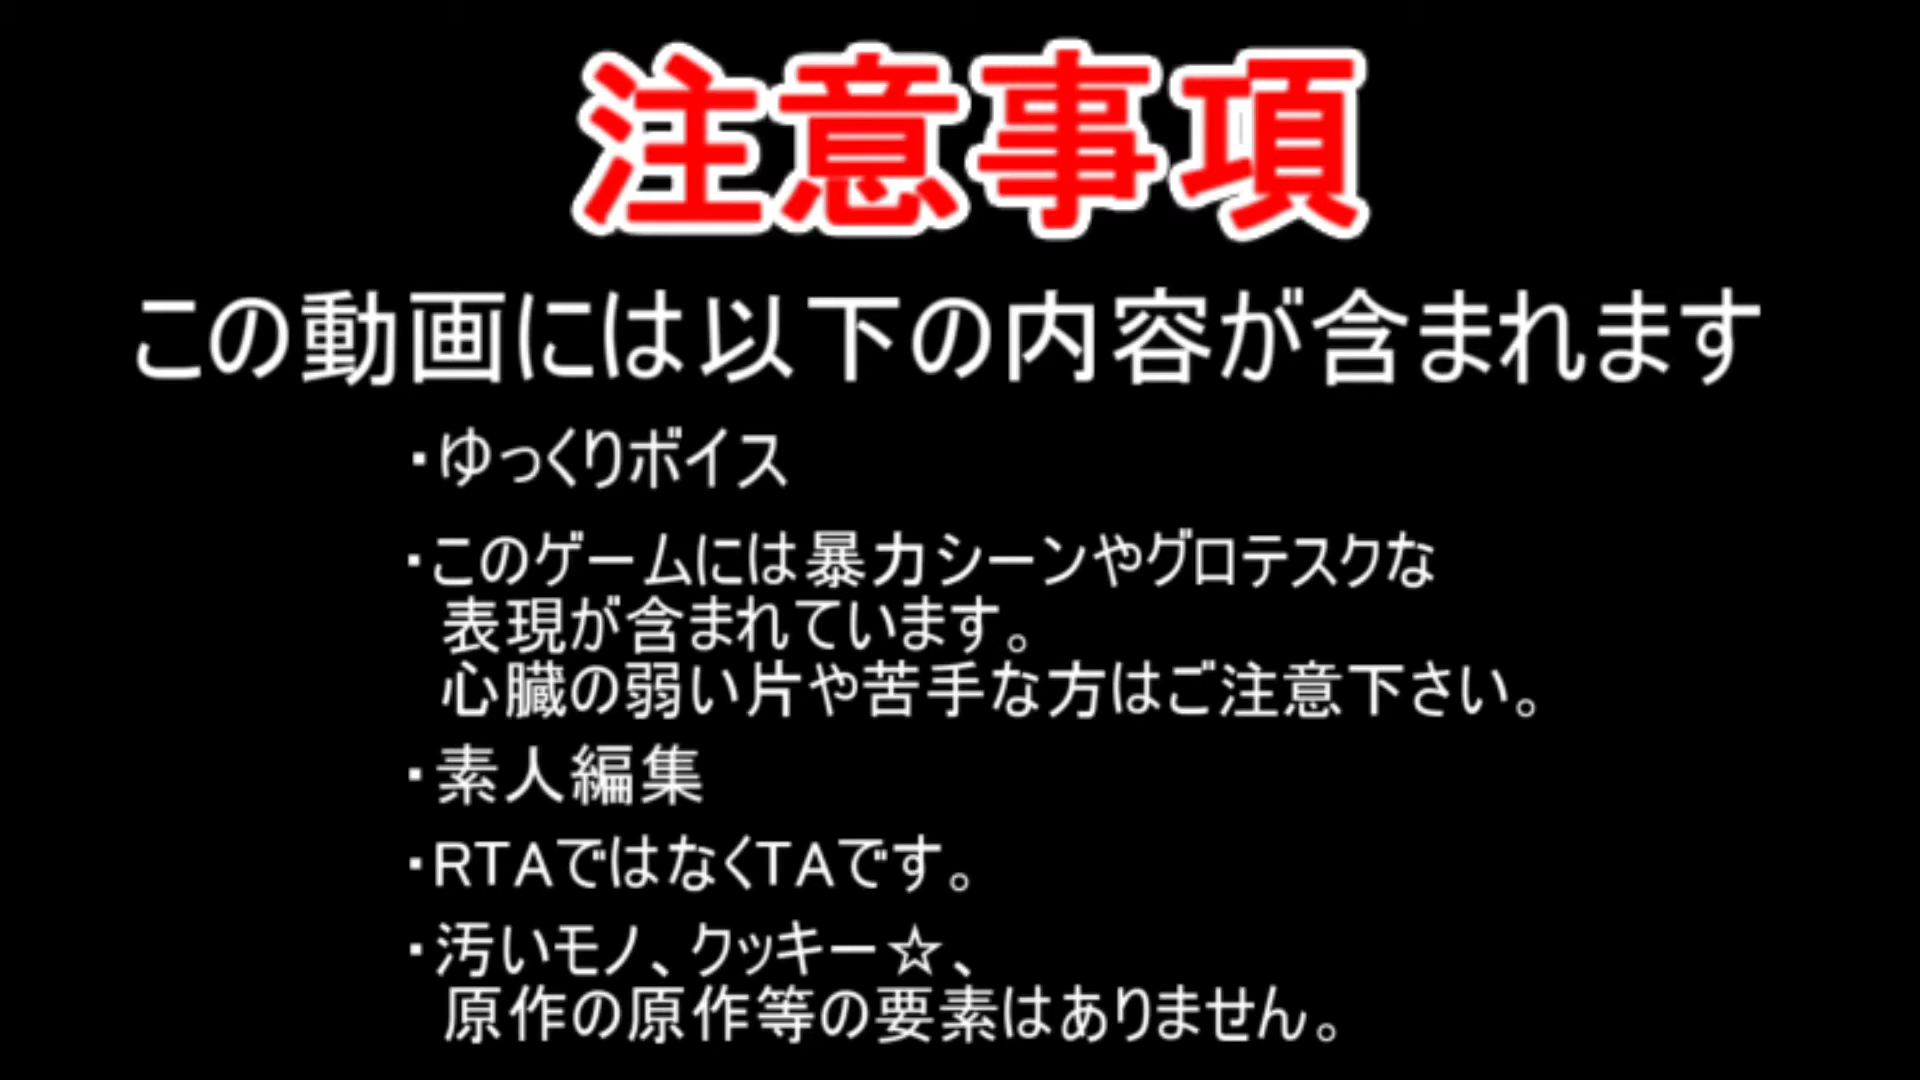 注意事項
この動画には以下の内容が含まれます
・ゆっくりボイス
・このゲームには暴力シーンやグロテスクな
表現が含まれています。
心臓の弱い片や苦手な方はご注意下さい。
・素人編集
・RTAではなくTAです。
・汚いモノ、クッキー☆、
原作の原作等の要素はありません。